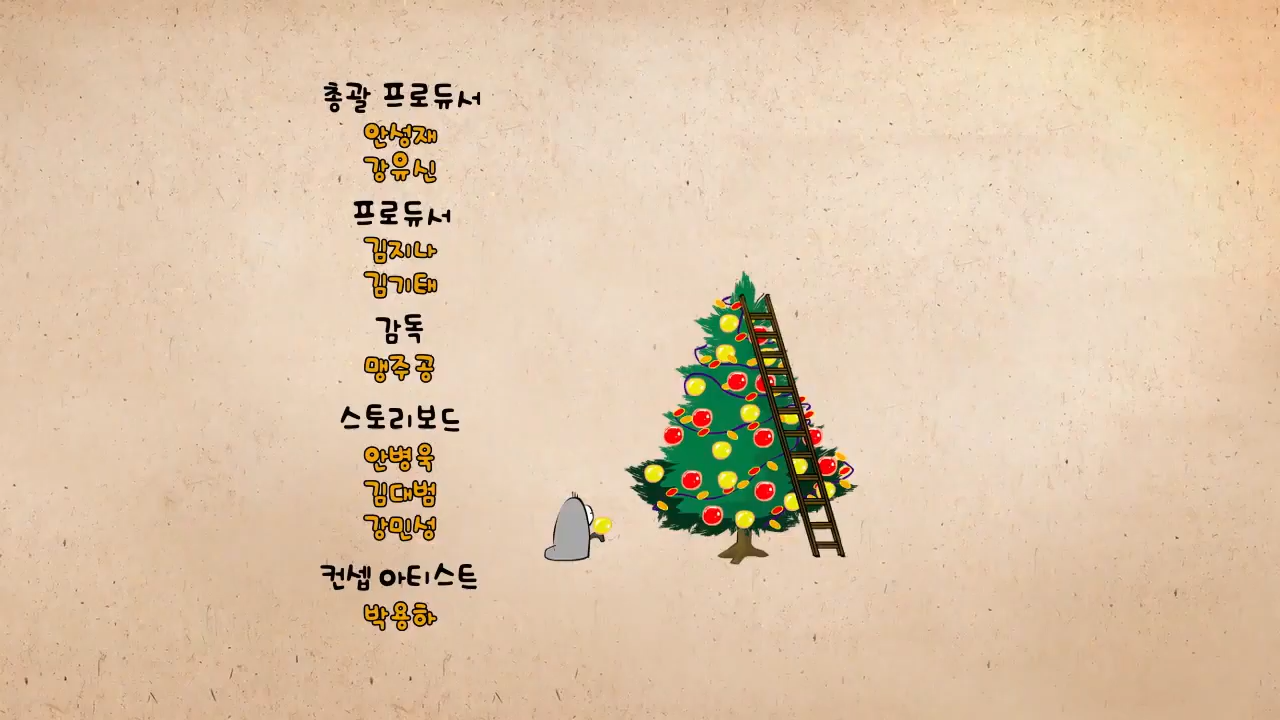 총괄 프로듀서
안성재
강유신
프로듀서
김지나
김기태
감독
맹주공
스토리보드
안병욱
김대범
강민성
컨셉 아티스트
박용하